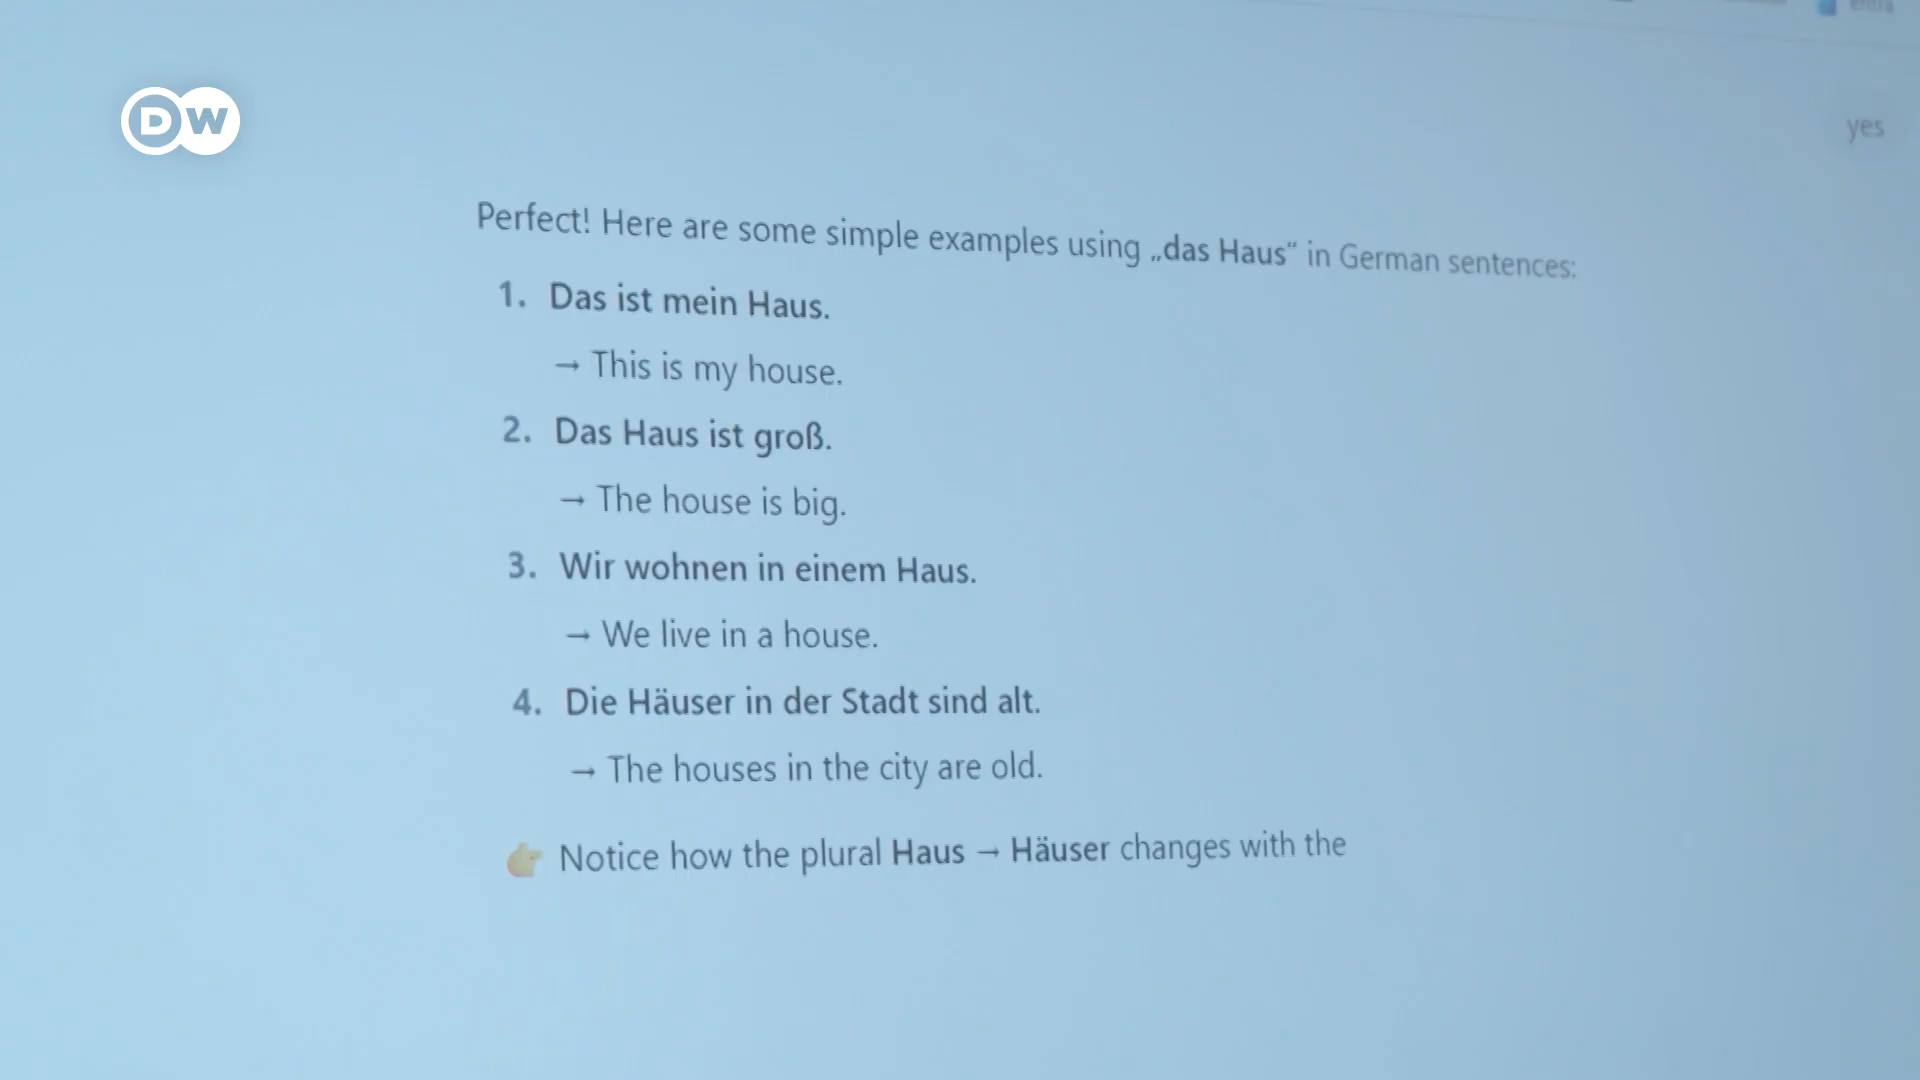 DW
yes
Perfect! Here are some simple examples using „das Haus“ in German sentences:
1. Das ist mein Haus.
→ This is my house.
2. Das Haus ist groß.
→ The house is big.
3. Wir wohnen in einem Haus.
→ We live in a house.
4. Die Häuser in der Stadt sind alt.
→ The houses in the city are old.
👉 Notice how the plural Haus → Häuser changes with the